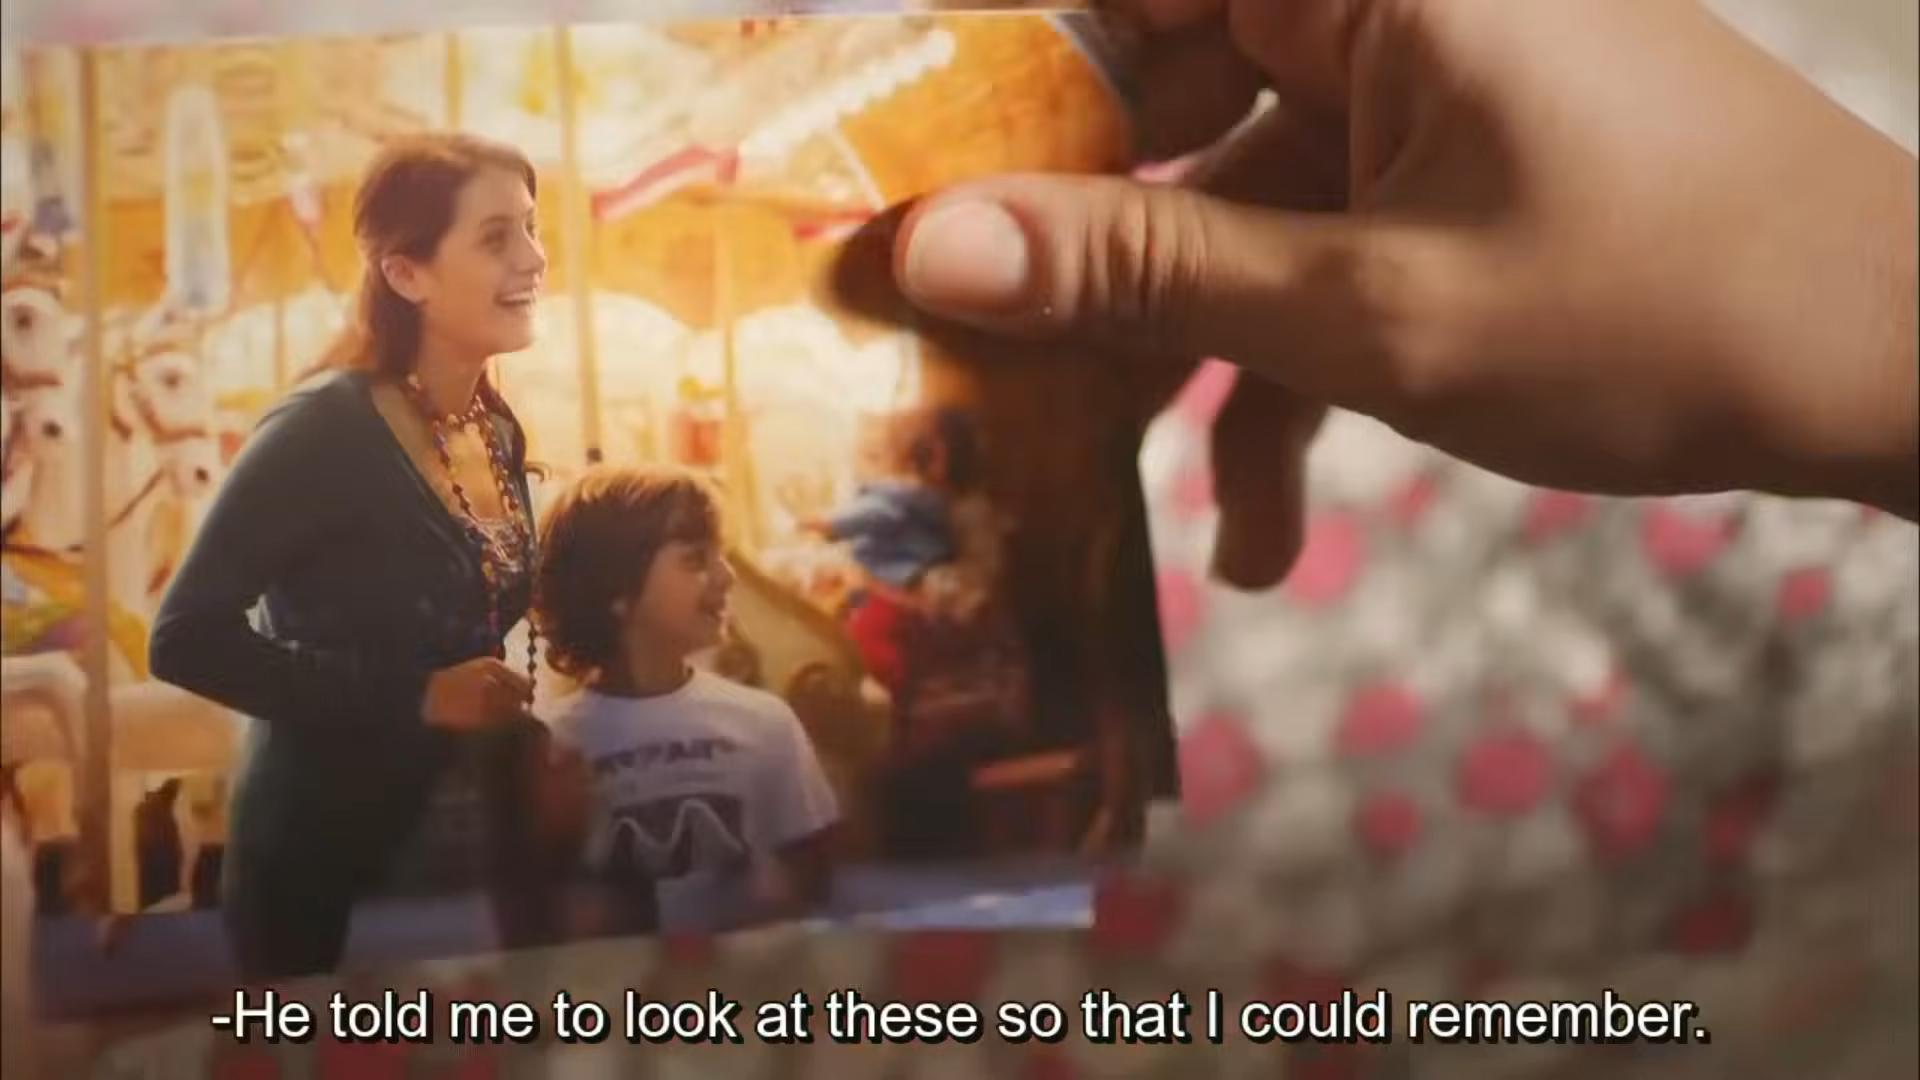 -He told me to look at these so that I could remember.